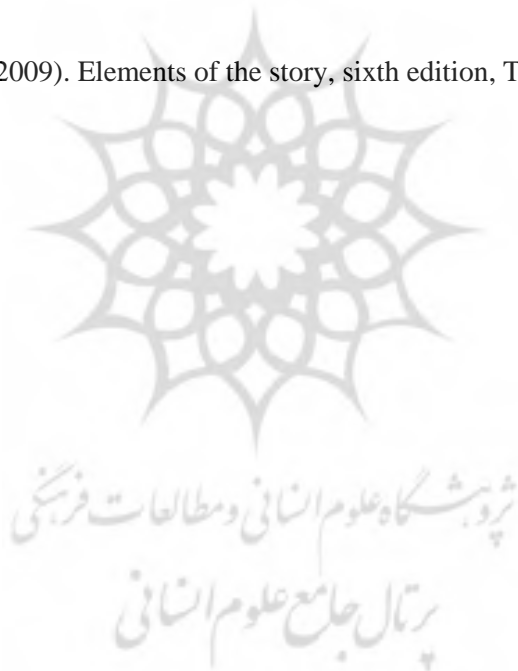 2009). Elements of the story, sixth edition, T
پژوهشگاه علوم انسانی و مطالعات فرهنگی
پرتال جامع علوم انسانی